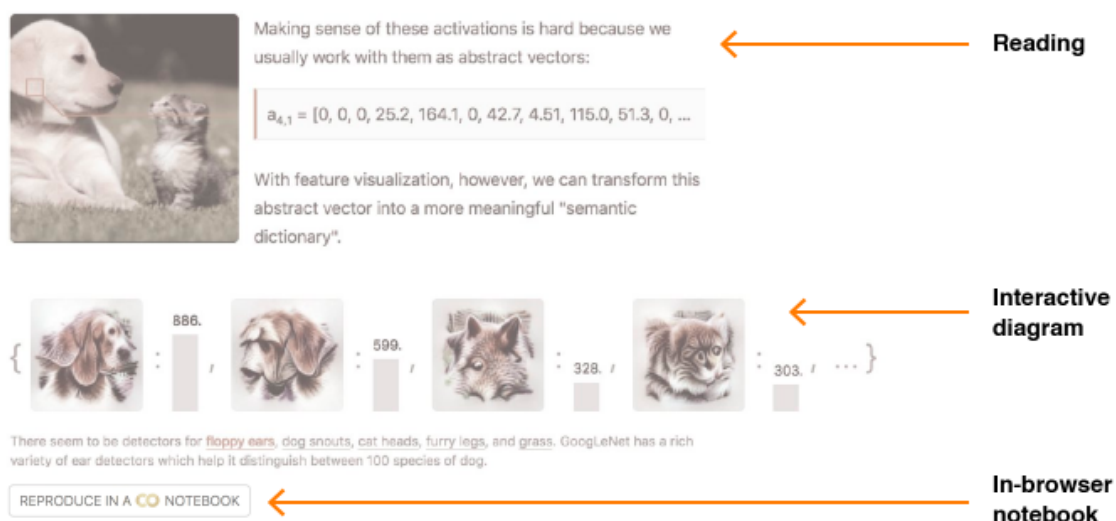 Making sense of these activations is hard because we
usually work with them as abstract vectors:
a4,1 = [0, 0, 0, 25.2, 164.1, 0, 42.7, 4.51, 115.0, 51.3, 0, ...
With feature visualization, however, we can transform this
abstract vector into a more meaningful "semantic
dictionary".
Reading
{ : 886. , : 599. , : 328. , : 303. , ... }
Interactive
diagram
There seem to be detectors for floppy ears, dog snouts, cat heads, furry legs, and grass. GoogLeNet has a rich
variety of ear detectors which help it distinguish between 100 species of dog.
REPRODUCE IN A CO NOTEBOOK
In-browser
notebook